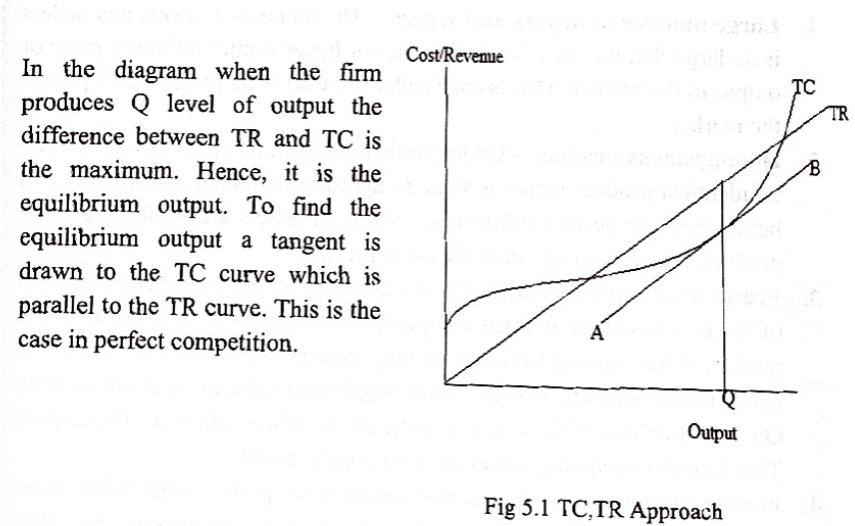 In the diagram when the firm
produces Q level of output the
difference between TR and TC is
the maximum. Hence, it is the
equilibrium output. To find the
equilibrium output a tangent is
drawn to the TC curve which is
parallel to the TR curve. This is the
case in perfect competition.
Cost/Revenue
TC
TR
B
A
Q
Output
Fig 5.1 TC,TR Approach